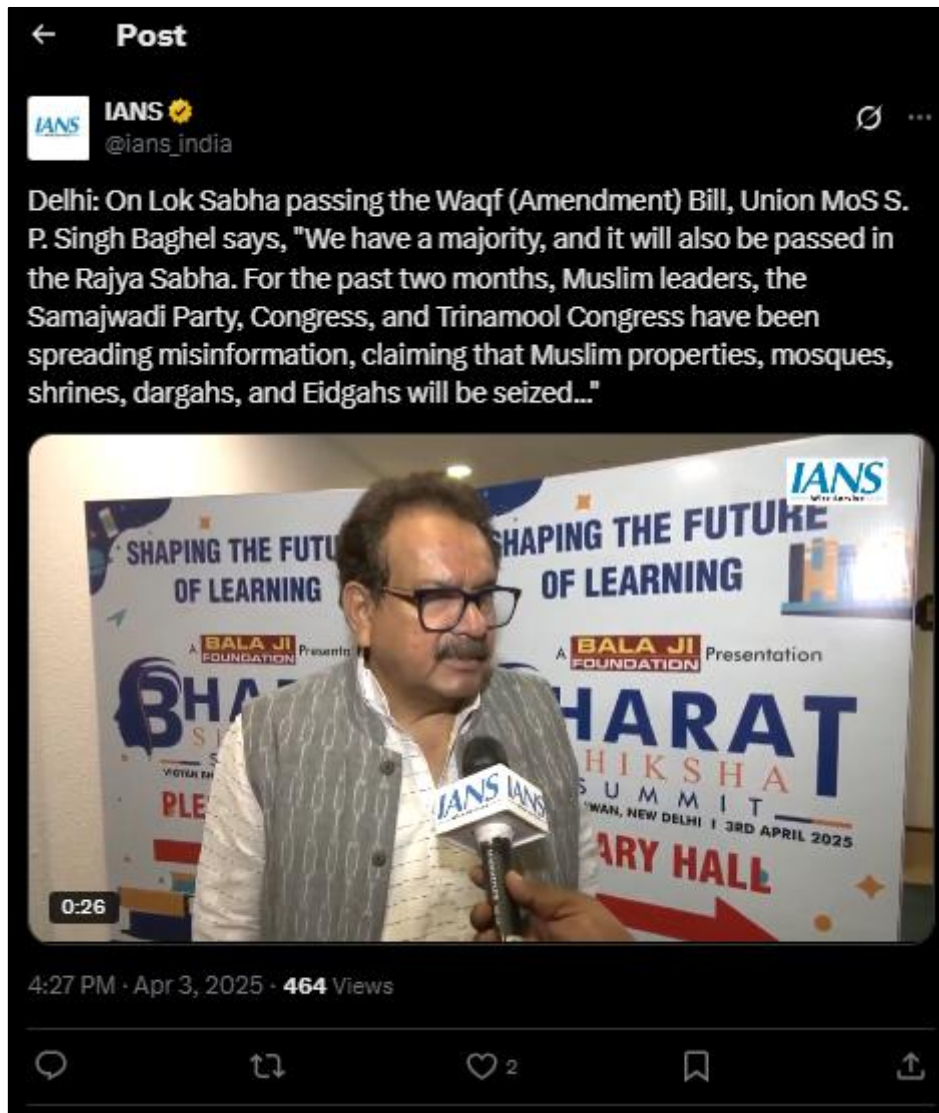 Post
IANS
IANS
@ians_india
Delhi: On Lok Sabha passing the Waqf (Amendment) Bill, Union MoS S.
P. Singh Baghel says, "We have a majority, and it will also be passed in
the Rajya Sabha. For the past two months, Muslim leaders, the
Samajwadi Party, Congress, and Trinamool Congress have been
spreading misinformation, claiming that Muslim properties, mosques,
shrines, dargahs, and Eidgahs will be seized..."
IANS
SHAPING THE FUTU
OF LEARNING
A BALA JI FOUNDATION Presenta
BHA
SHAPING THE FUTURE
OF LEARNING
A BALA JI FOUNDATION Presentation
HARAT
HIKSHA
SUMMIT
WAN, NEW DELHI I 3RD APRIL 2025
ARY HALL
PLE
IANS IANS
0:26
4:27 PM · Apr 3, 2025 · 464 Views
2